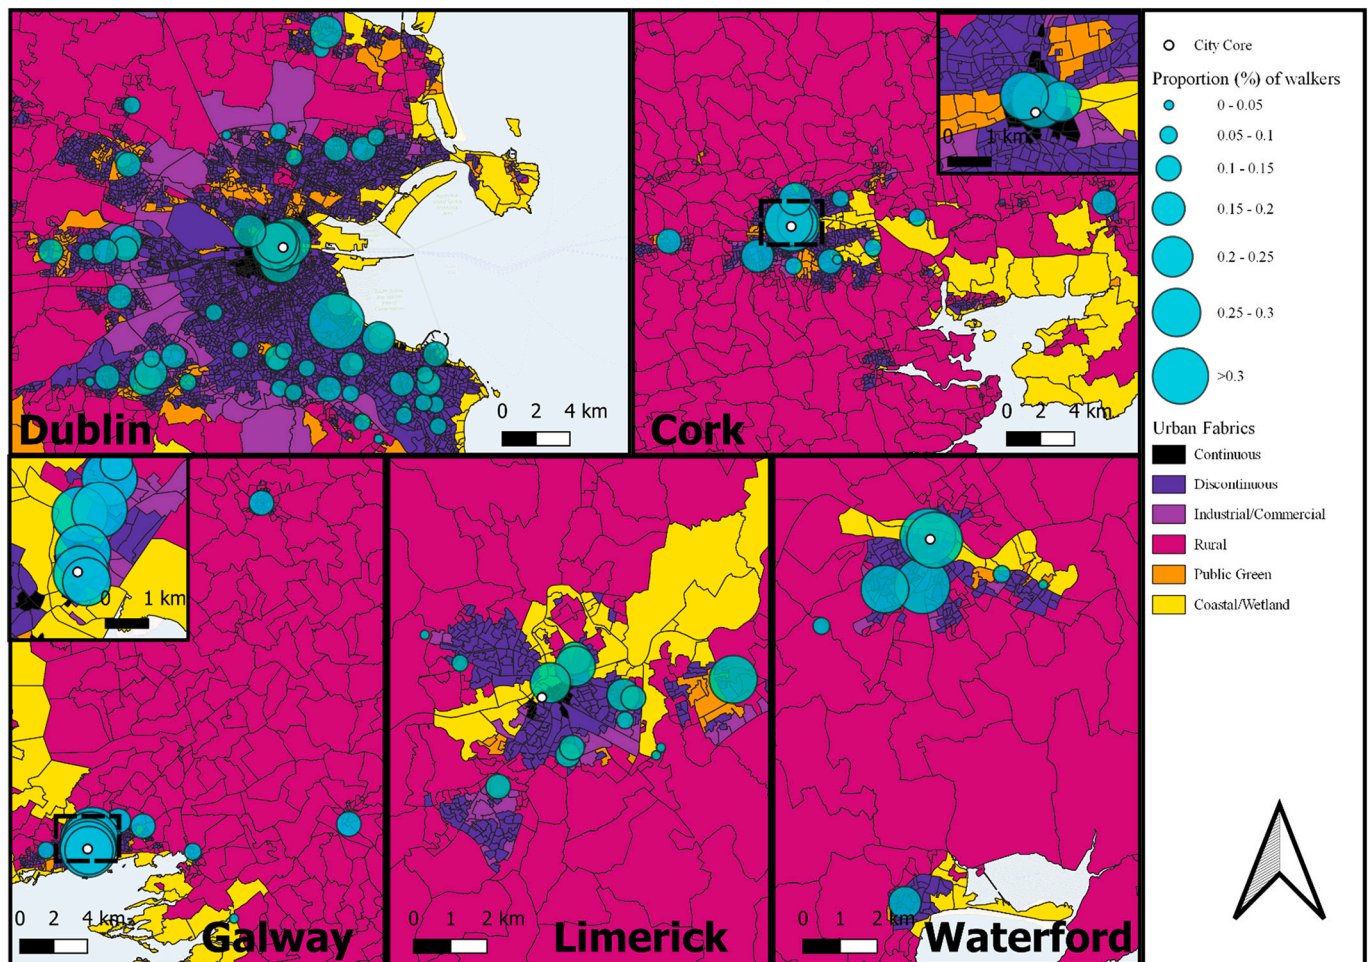 Dublin
0 2 4 km
Cork
0 1 km
0 2 4 km
City Core
Proportion (%) of walkers
0 - 0.05
0.05 - 0.1
0.1 - 0.15
0.15 - 0.2
0.2 - 0.25
0.25 - 0.3
>0.3
Urban Fabrics
Continuous
Discontinuous
Industrial/Commercial
Rural
Public Green
Coastal/Wetland
0 1 km
0 2 4 km
Galway
0 1 2 km
Limerick
0 1 2 km
Waterford